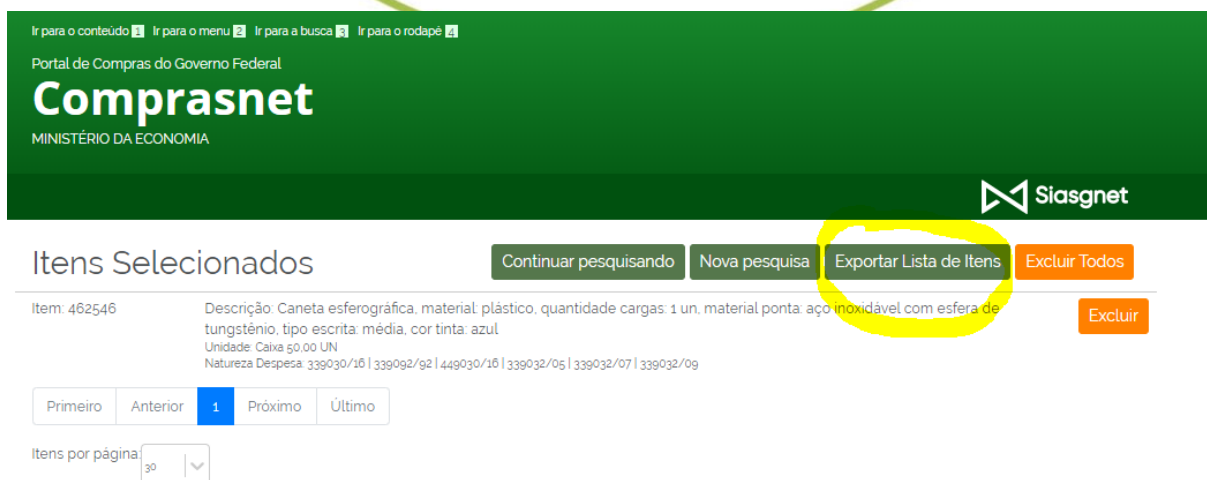 Ir para o conteúdo 1 Ir para o menu 2 Ir para a busca 3 Ir para o rodapé 4
Portal de Compras do Governo Federal
Comprasnet
MINISTÉRIO DA ECONOMIA
Siasgnet
Itens Selecionados Continuar pesquisando Nova pesquisa Exportar Lista de Itens Excluir Todos
Item: 462546 Descrição: Caneta esferográfica, material: plástico, quantidade cargas: 1 un, material ponta: aço inoxidável com esfera de Excluir
tungstênio, tipo escrita: média, cor tinta: azul
Unidade: Caixa 50,00 UN
Natureza Despesa: 339030/16 | 339092/92 | 449030/16 | 339032/05 | 339032/07 | 339032/09
Primeiro Anterior 1 Próximo Último
Itens por página: 30